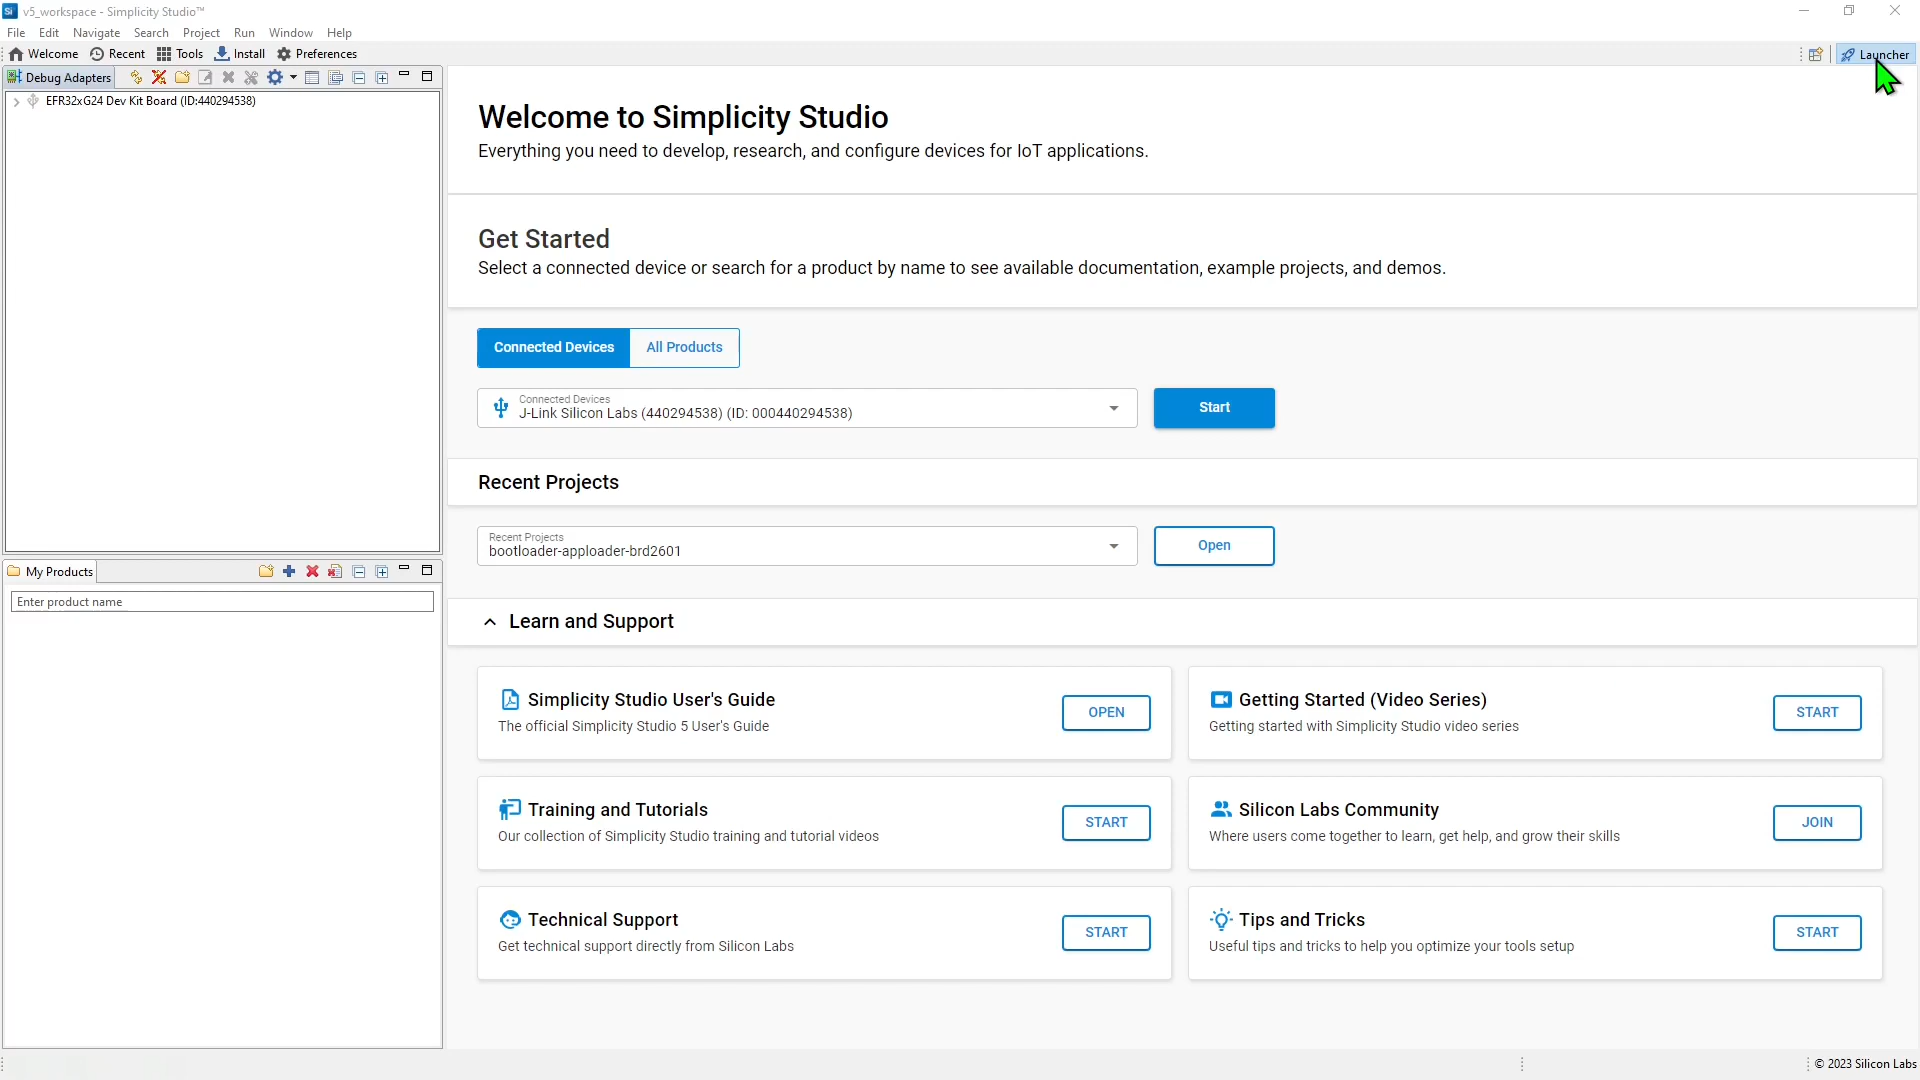 v5_workspace - Simplicity Studio™
File Edit Navigate Search Project Run Window Help
Welcome Recent Tools Install Preferences
Launcher
Debug Adapters
EFR32xG24 Dev Kit Board (ID:440294538)
Welcome to Simplicity Studio
Everything you need to develop, research, and configure devices for IoT applications.
Get Started
Select a connected device or search for a product by name to see available documentation, example projects, and demos.
Connected Devices All Products
Connected Devices
J-Link Silicon Labs (440294538) (ID: 000440294538)
Start
Recent Projects
Recent Projects
bootloader-apploader-brd2601
Open
My Products
Enter product name
Learn and Support
Simplicity Studio User's Guide
The official Simplicity Studio 5 User's Guide
OPEN
Getting Started (Video Series)
Getting started with Simplicity Studio video series
START
Training and Tutorials
Our collection of Simplicity Studio training and tutorial videos
START
Silicon Labs Community
Where users come together to learn, get help, and grow their skills
JOIN
Technical Support
Get technical support directly from Silicon Labs
START
Tips and Tricks
Useful tips and tricks to help you optimize your tools setup
START
© 2023 Silicon Labs